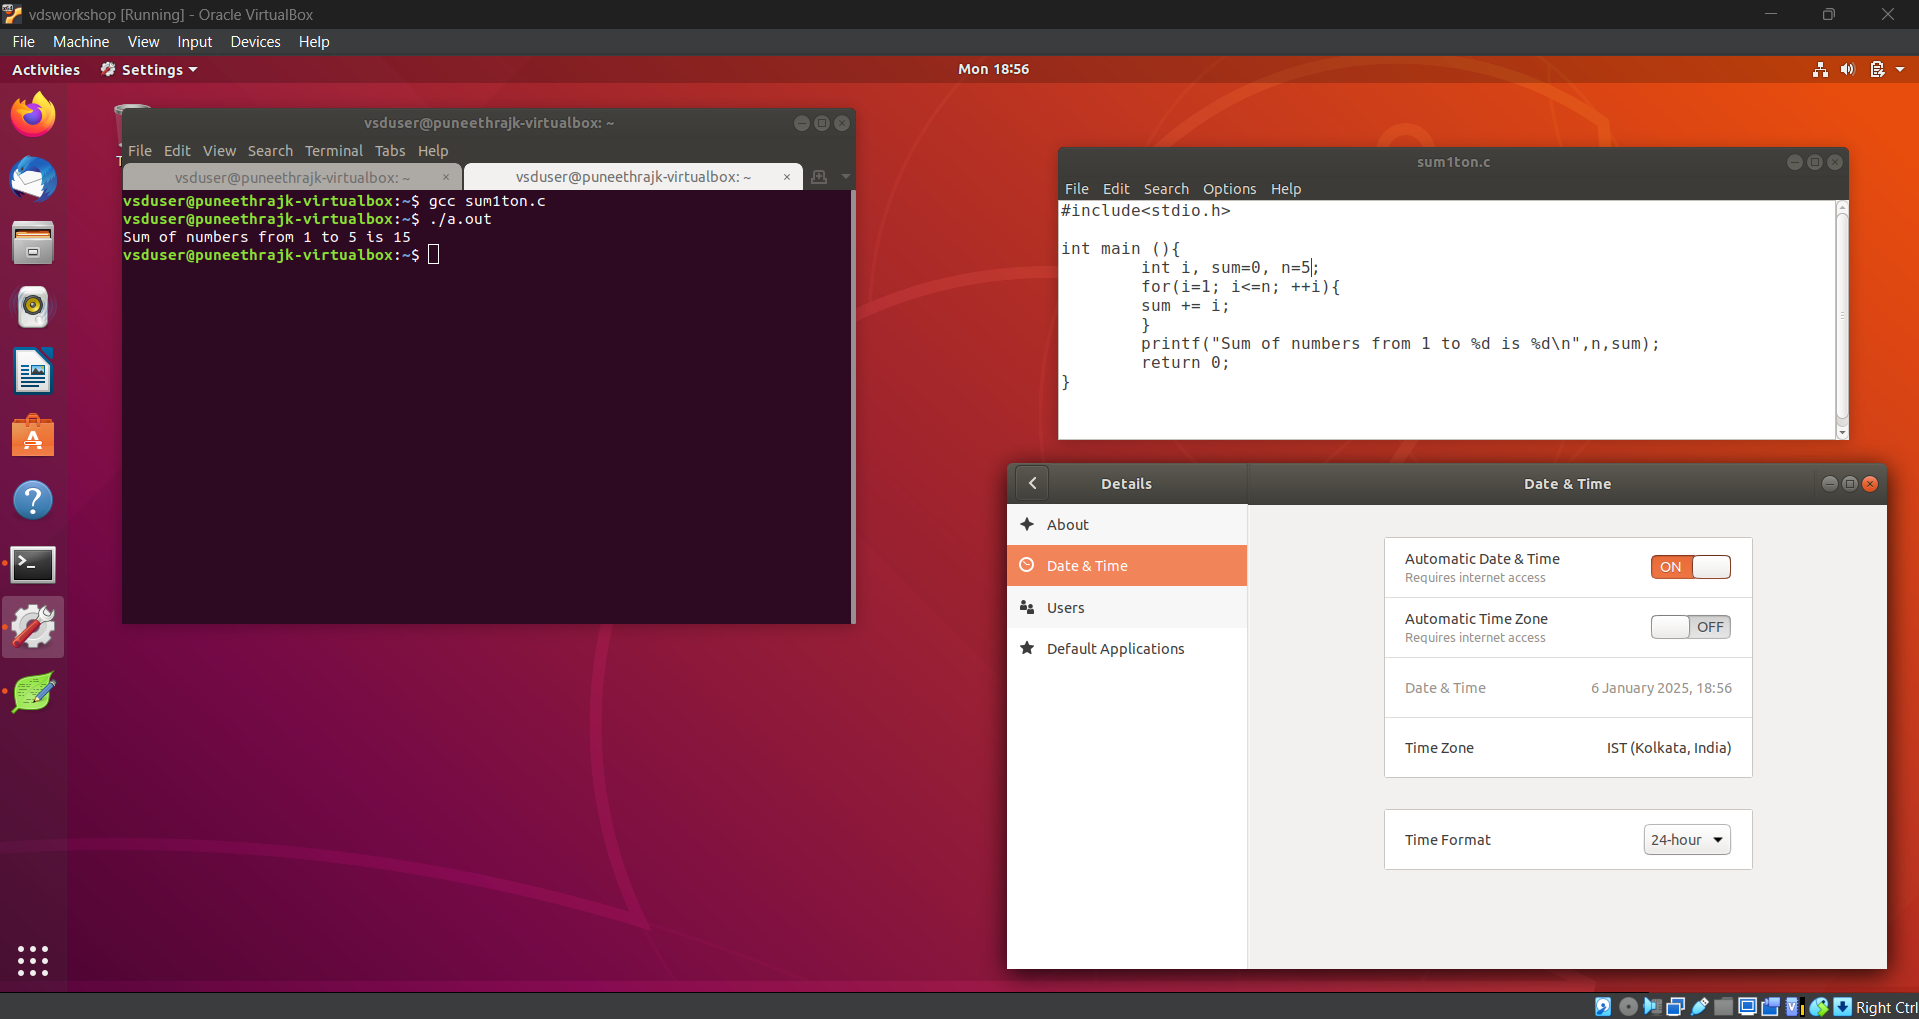 vdsworkshop [Running] - Oracle VirtualBox
File Machine View Input Devices Help
Activities Settings Mon 18:56
vsduser@puneethrajk-virtualbox: ~
File Edit View Search Terminal Tabs Help
vsduser@puneethrajk-virtualbox: ~ × vsduser@puneethrajk-virtualbox: ~ ×
vsduser@puneethrajk-virtualbox:~$ gcc sum1ton.c
vsduser@puneethrajk-virtualbox:~$ ./a.out
Sum of numbers from 1 to 5 is 15
vsduser@puneethrajk-virtualbox:~$
sum1ton.c
File Edit Search Options Help
#include<stdio.h>
int main (){
int i, sum=0, n=5;
for(i=1; i<=n; ++i){
sum += i;
}
printf("Sum of numbers from 1 to %d is %d\n",n,sum);
return 0;
}
Details
About
Date & Time
Users
Default Applications
Date & Time
Automatic Date & Time ON
Requires internet access
Automatic Time Zone OFF
Requires internet access
Date & Time 6 January 2025, 18:56
Time Zone IST (Kolkata, India)
Time Format 24-hour
Right Ctrl